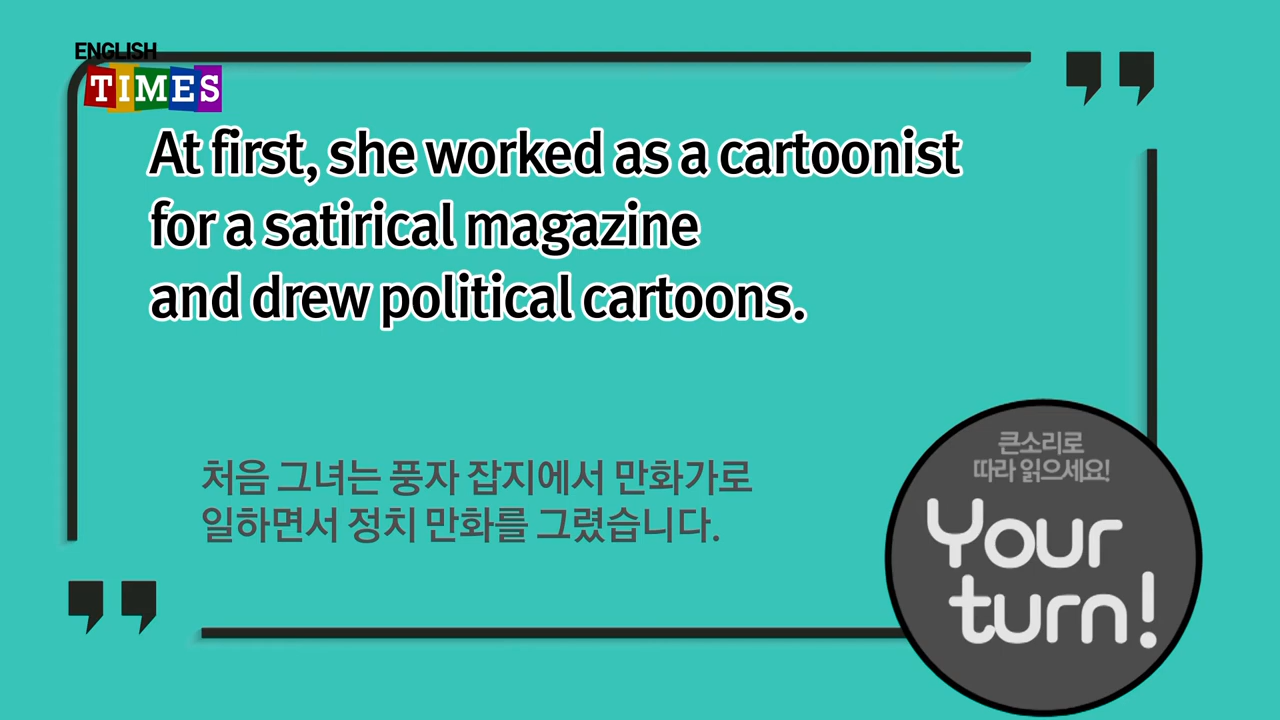 ENGLISH
TIMES
At first, she worked as a cartoonist
for a satirical magazine
and drew political cartoons.
처음 그녀는 풍자 잡지에서 만화가로
일하면서 정치 만화를 그렸습니다.
큰소리로
따라 읽으세요!
Your
turn!